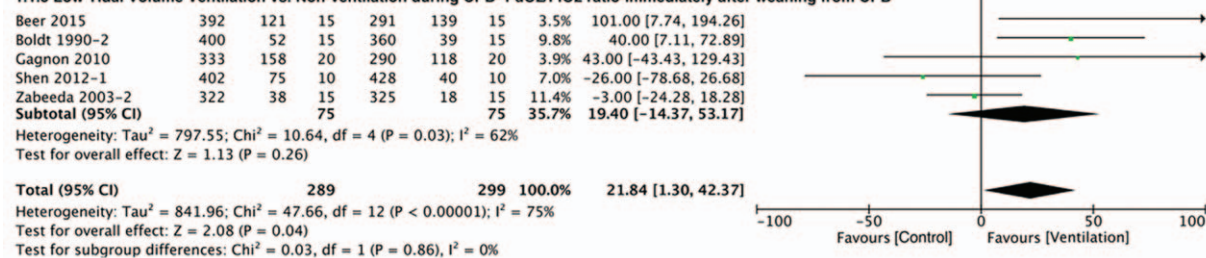 Beer 2015 392 121 15 291 139 15 3.5% 101.00 [7.74, 194.26]
Boldt 1990-2 400 52 15 360 39 15 9.8% 40.00 [7.11, 72.89]
Gagnon 2010 333 158 20 290 118 20 3.9% 43.00 [-43.43, 129.43]
Shen 2012-1 402 75 10 428 40 10 7.0% -26.00 [-78.68, 26.68]
Zabeeda 2003-2 322 38 15 325 18 15 11.4% -3.00 [-24.28, 18.28]
Subtotal (95% CI) 75 75 35.7% 19.40 [-14.37, 53.17]
Heterogeneity: Tau² = 797.55; Chi² = 10.64, df = 4 (P = 0.03); I² = 62%
Test for overall effect: Z = 1.13 (P = 0.26)
Total (95% CI) 289 299 100.0% 21.84 [1.30, 42.37]
Heterogeneity: Tau² = 841.96; Chi² = 47.66, df = 12 (P < 0.00001); I² = 75%
Test for overall effect: Z = 2.08 (P = 0.04)
Test for subgroup differences: Chi² = 0.03, df = 1 (P = 0.86), I² = 0%
-100 -50 0 50 100
Favours [Control] Favours [Ventilation]